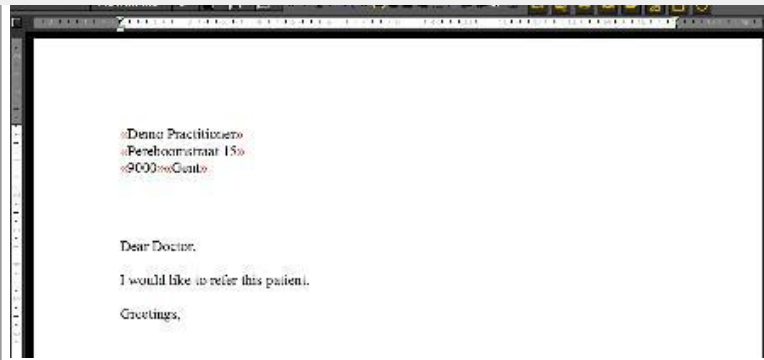 «Demo Practitioner»
«Pereboomstraat 15»
«9000»«Gent»
Dear Doctor,
I would like to refer this patient.
Greetings,